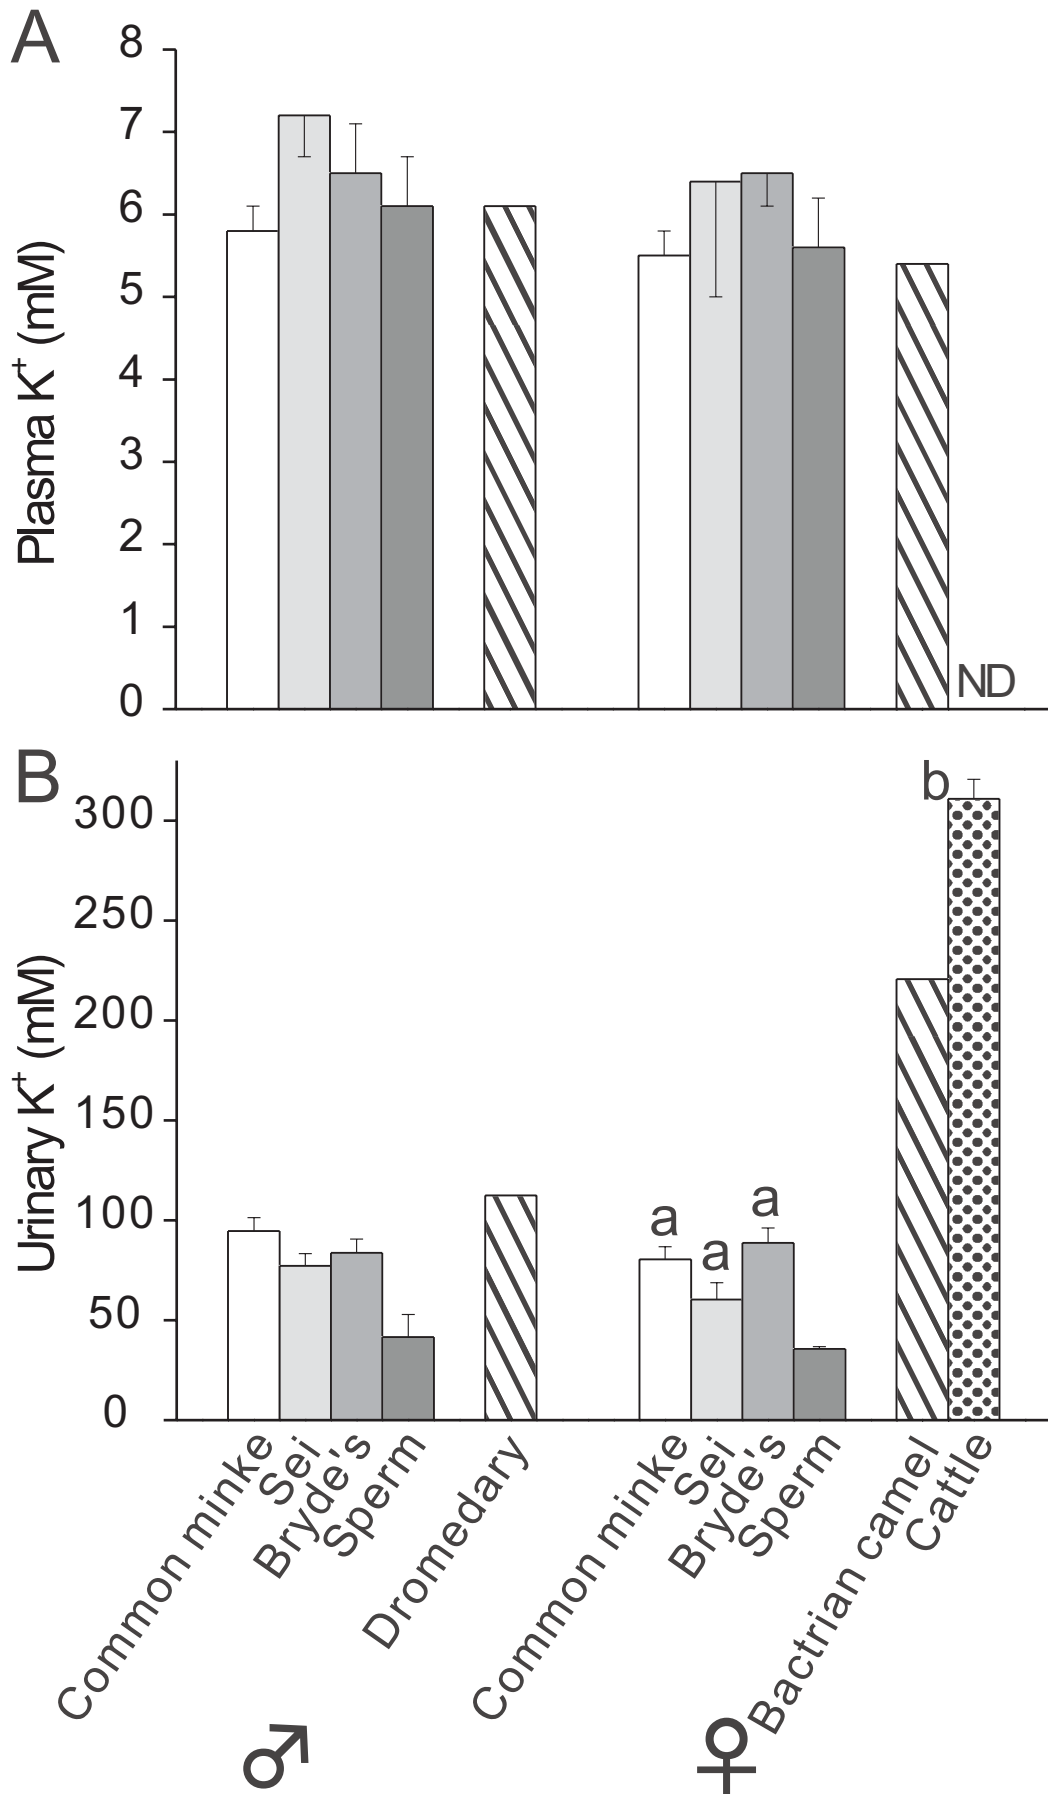 A
8
7
6
5
4
3
2
1
0
Plasma K⁺ (mM)
ND
B
300
250
200
150
100
50
0
Urinary K⁺ (mM)
b
a
a
a
Common minke
Sei
Bryde's
Sperm
Dromedary
Common minke
Sei
Bryde's
Sperm
Bactrian camel
Cattle
♂
♀